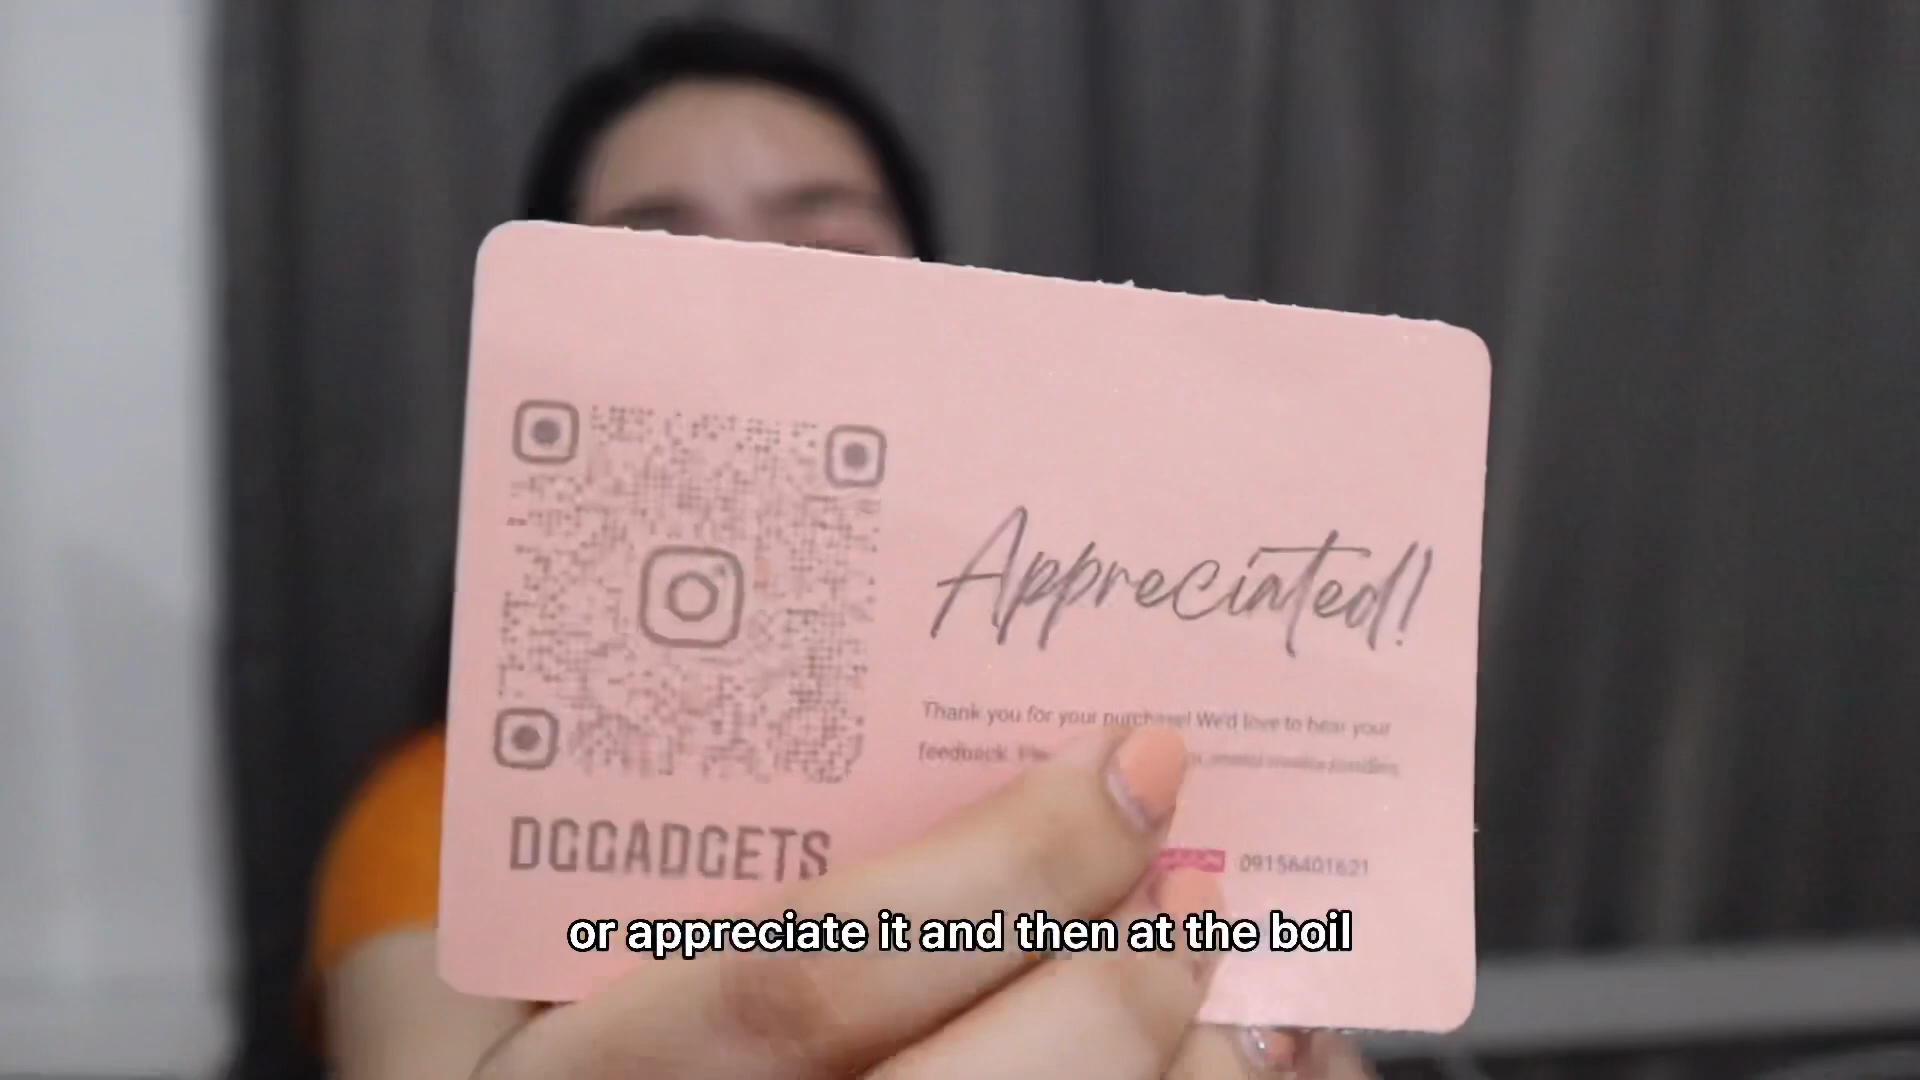 Appreciated!
Thank you for your purchase! We'd love to hear your
feedback.
DGGADGETS
09156401621
or appreciate it and then at the boil